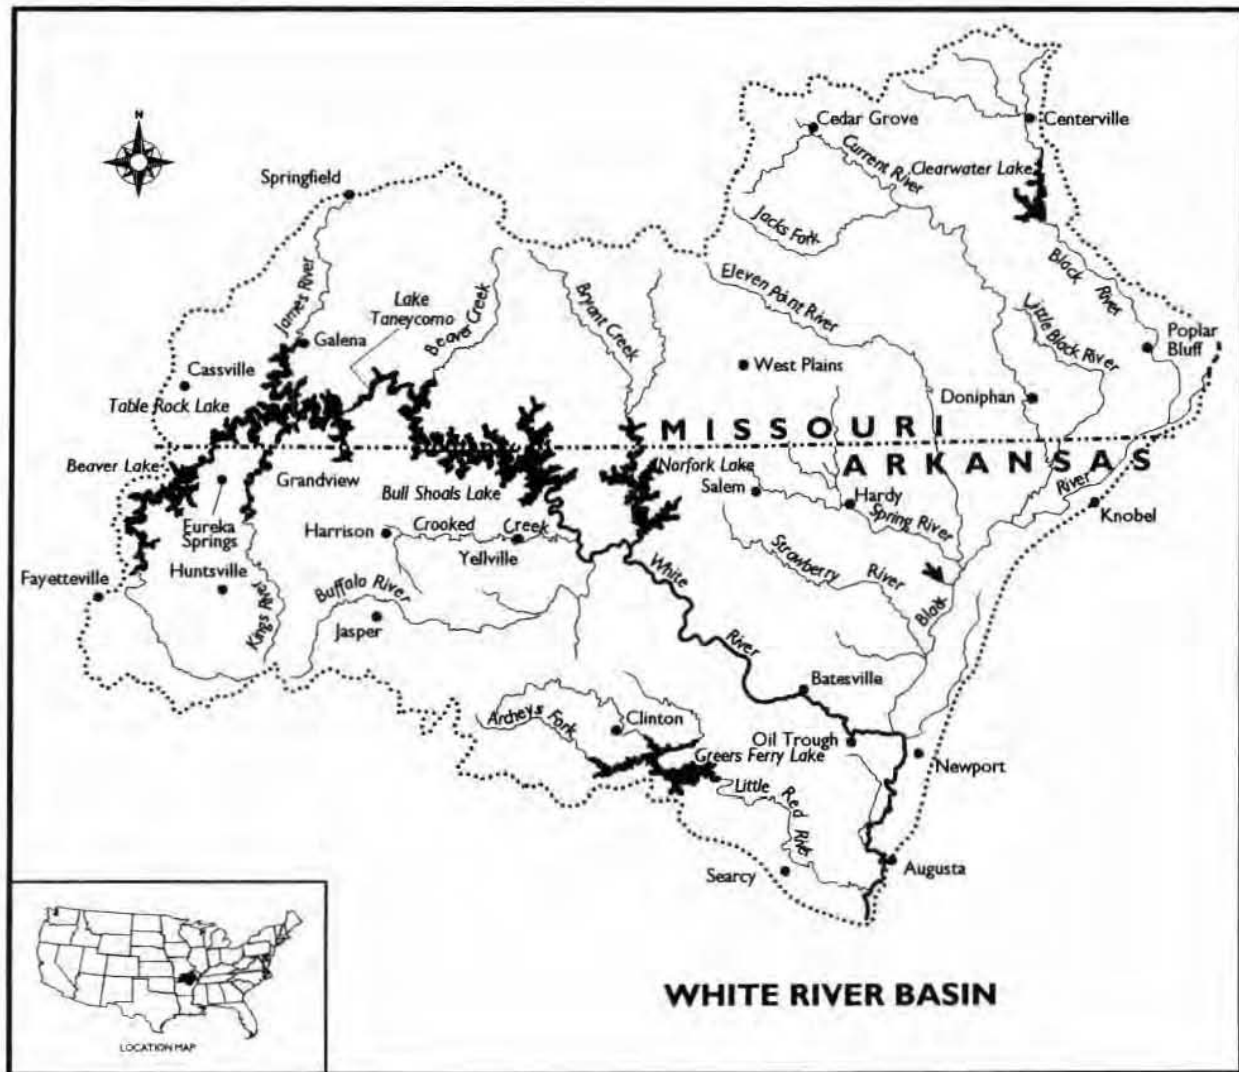 N
Cedar Grove
Centerville
Current River
Clearwater Lake
Springfield
Jacks Fork
Black River
Eleven Point River
James River
Lake
Taneycomo
Beaver Creek
Bryant Creek
Little Black River
Poplar
Bluff
Galena
West Plains
Cassville
Doniphan
Table Rock Lake
MISSOURI
ARKANSAS
Beaver Lake
Norfork Lake
Grandview
Bull Shoals Lake
Salem
Hardy
River
Knobel
Eureka
Springs
Harrison
Crooked Creek
Yellville
Spring River
Strawberry River
Fayetteville
Huntsville
Kings River
Buffalo River
Jasper
White River
Black
Batesville
Archeys Fork
Clinton
Oil Trough
Greers Ferry Lake
Newport
Little Red River
Searcy
Augusta
LOCATION MAP
WHITE RIVER BASIN